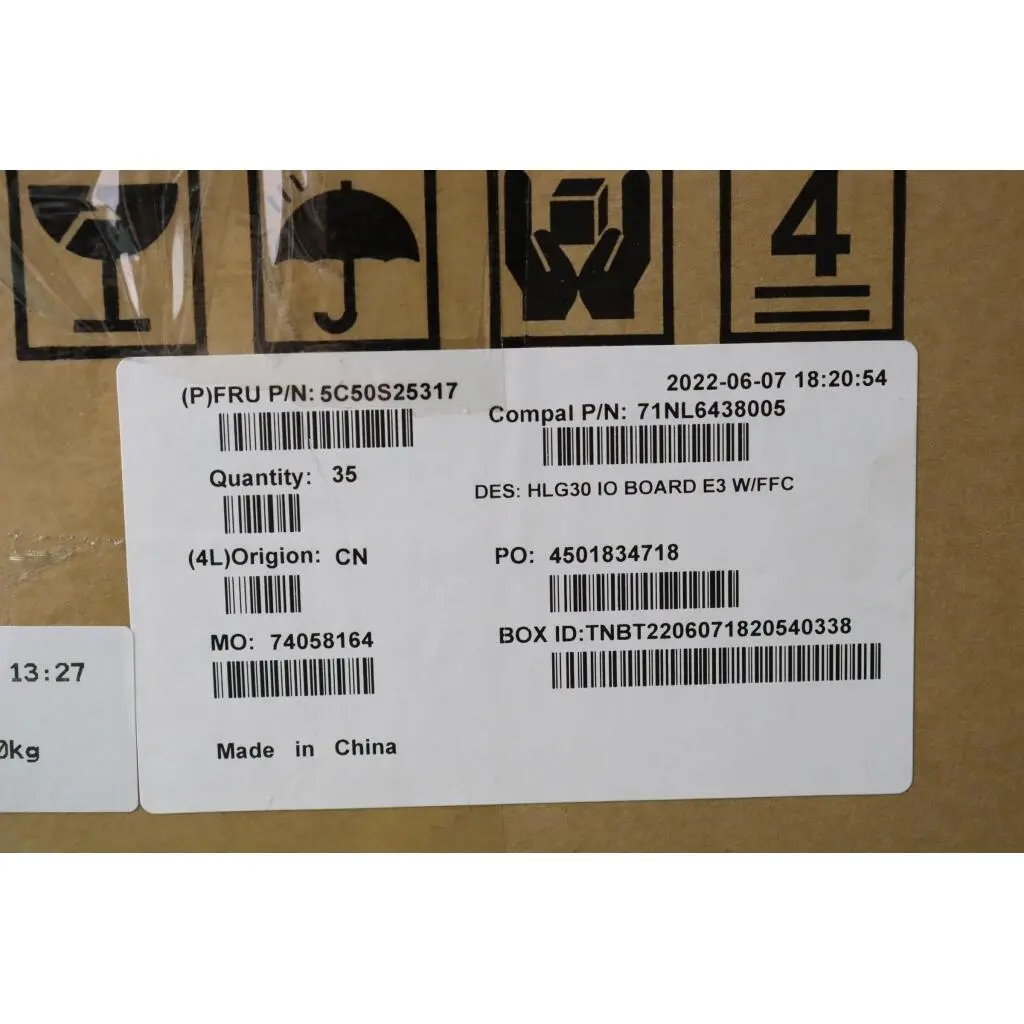 4
2022-06-07 18:20:54
(P)FRU P/N: 5C50S25317
Compal P/N: 71NL6438005
Quantity: 35
DES: HLG30 IO BOARD E3 W/FFC
(4L)Origion: CN
PO: 4501834718
MO: 74058164
BOX ID:TNBT2206071820540338
Made in China
13:27
0kg